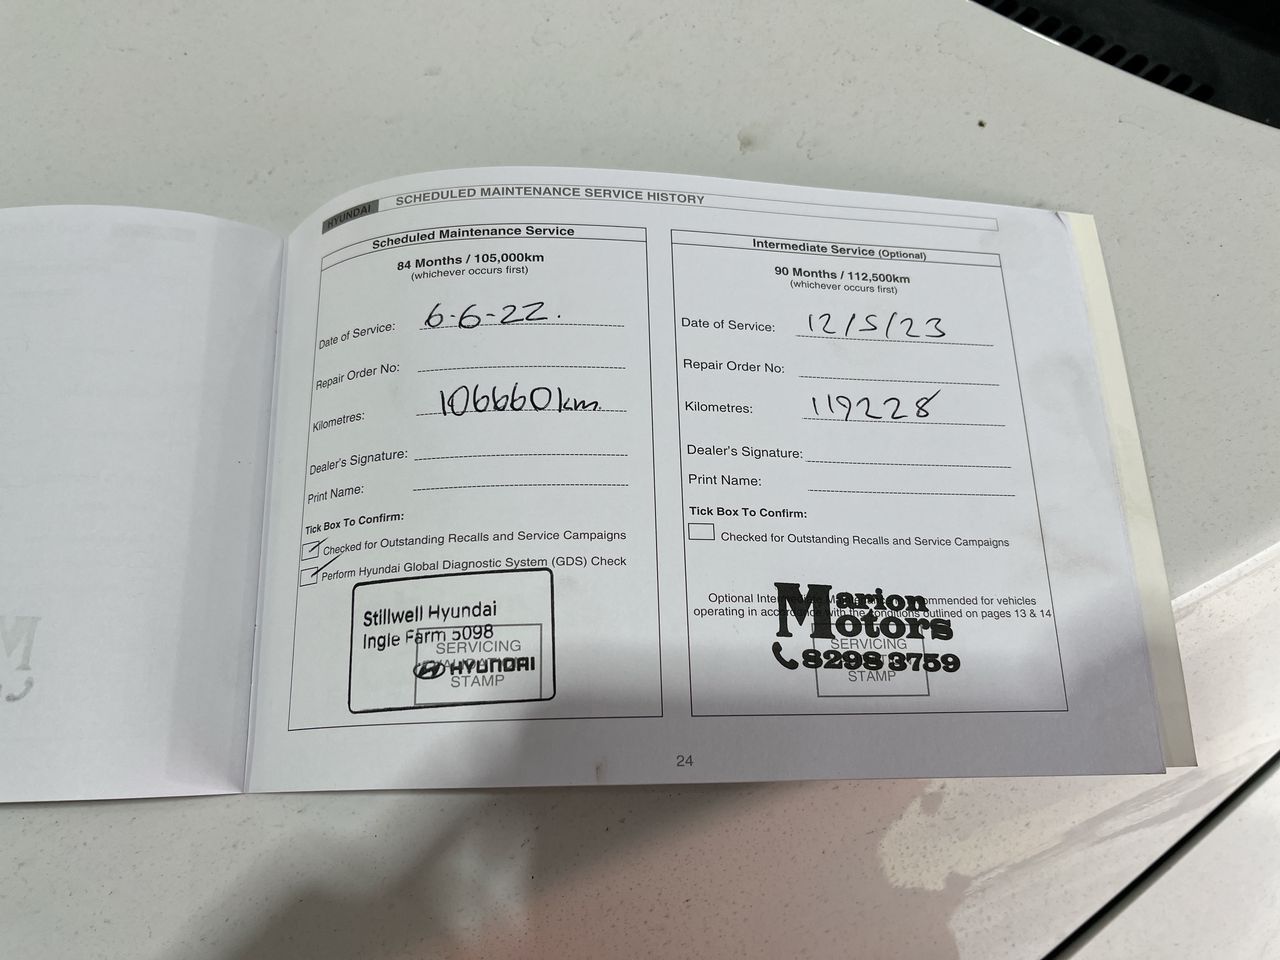 HYUNDAI
SCHEDULED MAINTENANCE SERVICE HISTORY
Scheduled Maintenance Service
84 Months / 105,000km
(whichever occurs first)
Date of Service: 6-6-22.
Repair Order No:
Kilometres: 106660km.
Dealer's Signature:
Print Name:
Tick Box To Confirm:
Checked for Outstanding Recalls and Service Campaigns
Perform Hyundai Global Diagnostic System (GDS) Check
Stillwell Hyundai
Ingle Farm 5098
SERVICING
HYUNDAI
STAMP
Intermediate Service (Optional)
90 Months / 112,500km
(whichever occurs first)
Date of Service: 12/5/23
Repair Order No:
Kilometres: 119228
Dealer's Signature:
Print Name:
Tick Box To Confirm:
Checked for Outstanding Recalls and Service Campaigns
Optional Intermediate recommended for vehicles
operating in accordance with the conditions outlined on pages 13 & 14
Marion
Motors
SERVICING
8298 3759
STAMP
24